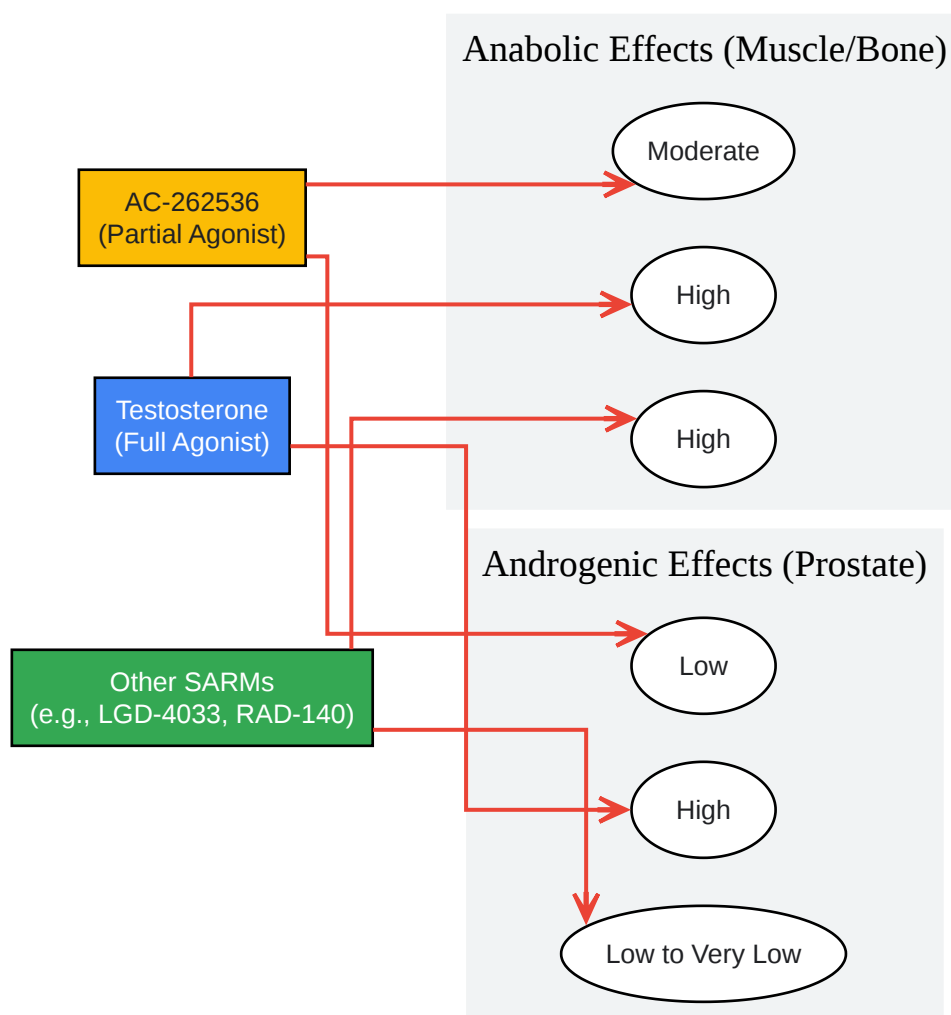 Anabolic Effects (Muscle/Bone)
Moderate
AC-262536
(Partial Agonist)
High
Testosterone
(Full Agonist)
High
Androgenic Effects (Prostate)
Low
Other SARMs
(e.g., LGD-4033, RAD-140)
High
Low to Very Low